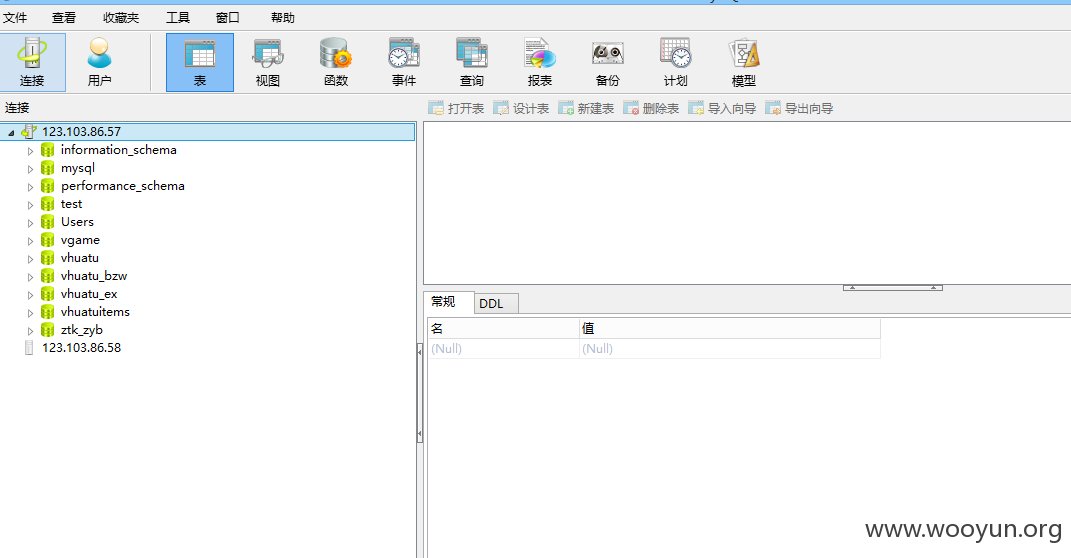 文件 查看 收藏夹 工具 窗口 帮助
连接 用户 表 视图 函数 事件 查询 报表 备份 计划 模型
连接 打开表 设计表 新建表 删除表 导入向导 导出向导
123.103.86.57
information_schema
mysql
performance_schema
test
Users
vgame
vhuatu
vhuatu_bzw
vhuatu_ex
vhuatuitems
ztk_zyb
123.103.86.58
常规 DDL
名 值
(Null) (Null)
www.wooyun.org